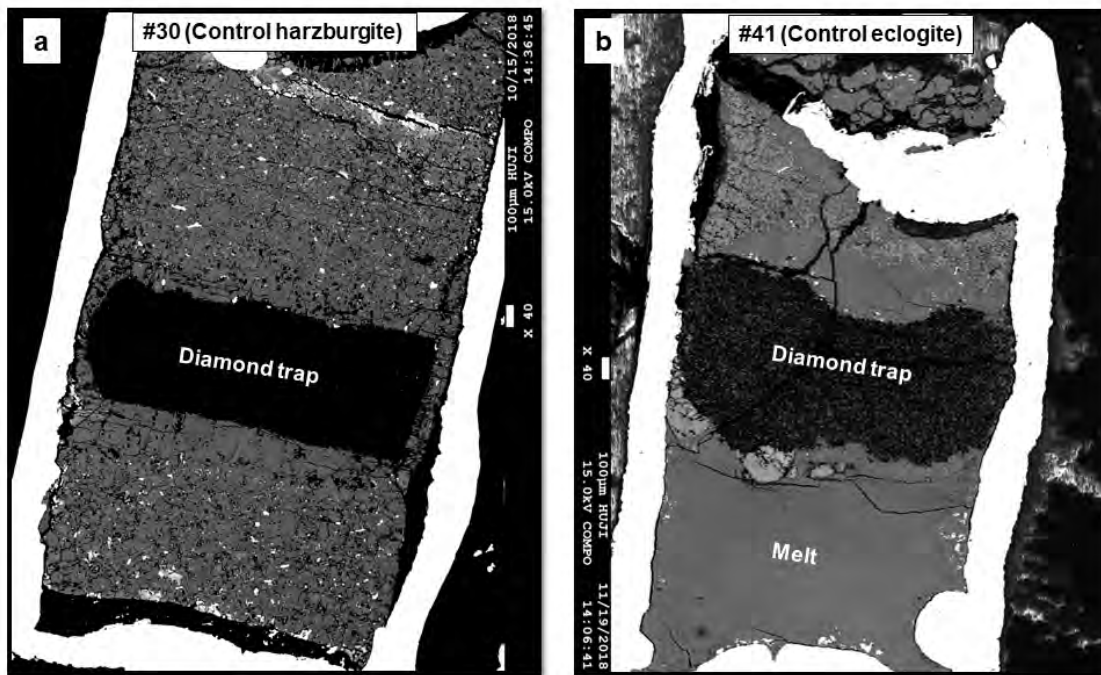 a
#30 (Control harzburgite)
Diamond trap
X 40
100µm HUJI
15.0kV COMPO
10/15/2018
14:36:45
b
#41 (Control eclogite)
Diamond trap
Melt
X 40
100µm HUJI
15.0kV COMPO
11/19/2018
14:06:41